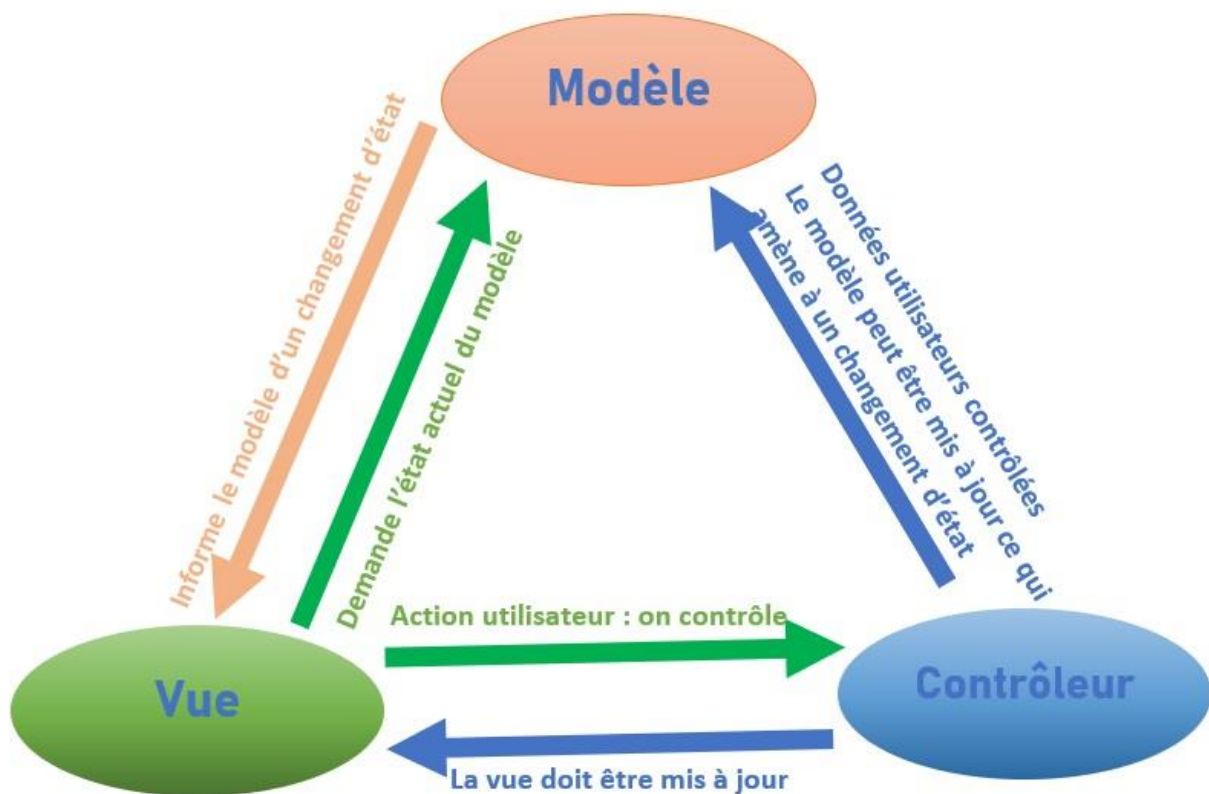 Modèle
Informe le modèle d'un changement d'état
Demande l'état actuel du modèle
Données utilisateurs contrôlées
Le modèle peut être mis à jour ce qui
amène à un changement d'état
Action utilisateur : on contrôle
Vue
Contrôleur
La vue doit être mis à jour